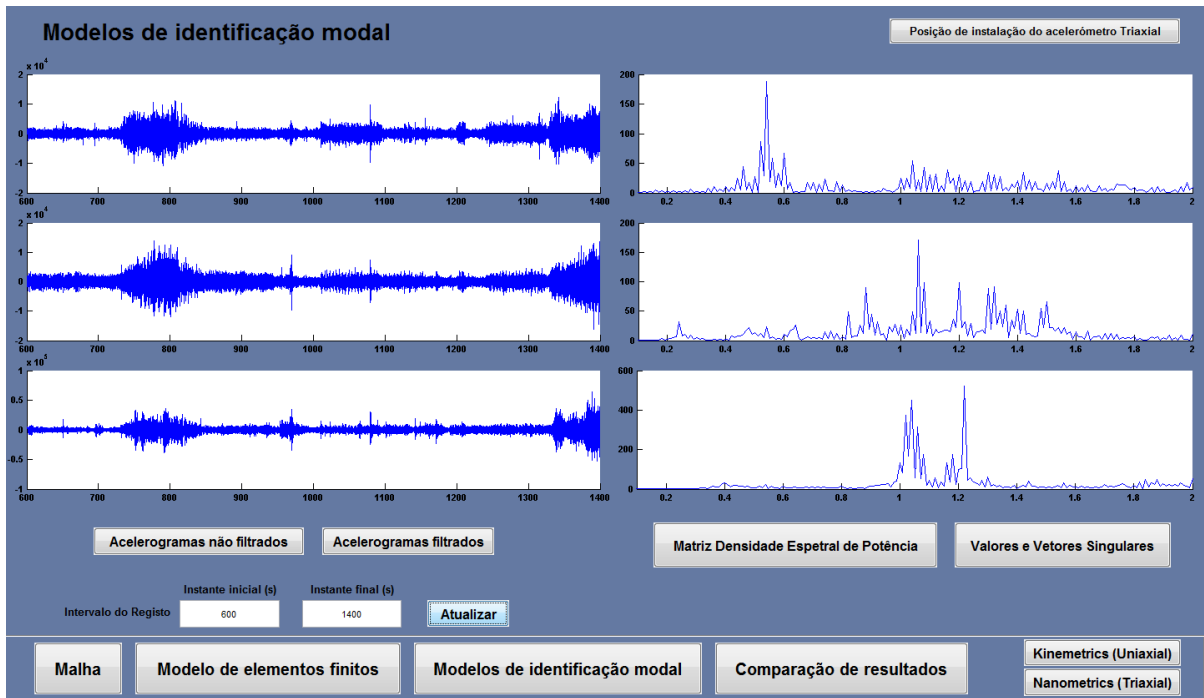 Modelos de identificação modal
Posição de instalação do acelerómetro Triaxial
x 10^4
2
1
0
-1
-2
600 700 800 900 1000 1100 1200 1300 1400
200
150
100
50
0
0.2 0.4 0.6 0.8 1 1.2 1.4 1.6 1.8 2
x 10^4
2
1
0
-1
-2
600 700 800 900 1000 1100 1200 1300 1400
200
150
100
50
0
0.2 0.4 0.6 0.8 1 1.2 1.4 1.6 1.8 2
x 10^5
1
0.5
0
-0.5
-1
600 700 800 900 1000 1100 1200 1300 1400
600
400
200
0
0.2 0.4 0.6 0.8 1 1.2 1.4 1.6 1.8 2
Acelerogramas não filtrados
Acelerogramas filtrados
Matriz Densidade Espetral de Potência
Valores e Vetores Singulares
Instante inicial (s)
Instante final (s)
Intervalo do Registo
600
1400
Atualizar
Malha
Modelo de elementos finitos
Modelos de identificação modal
Comparação de resultados
Kinemetrics (Uniaxial)
Nanometrics (Triaxial)